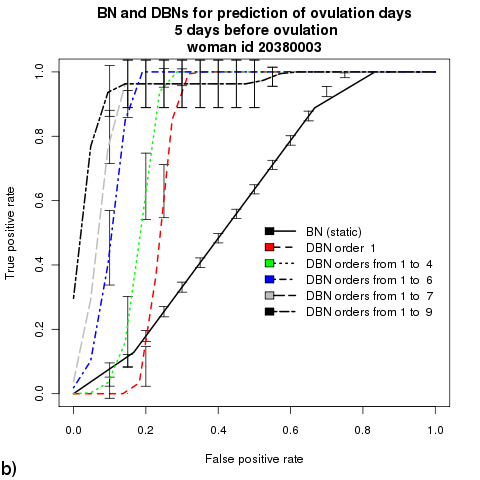 BN and DBNs for prediction of ovulation days
5 days before ovulation
woman id 20380003
True positive rate
1.0
0.8
0.6
0.4
0.2
0.0
BN (static)
DBN order 1
DBN orders from 1 to 4
DBN orders from 1 to 6
DBN orders from 1 to 7
DBN orders from 1 to 9
0.0 0.2 0.4 0.6 0.8 1.0
False positive rate
b)